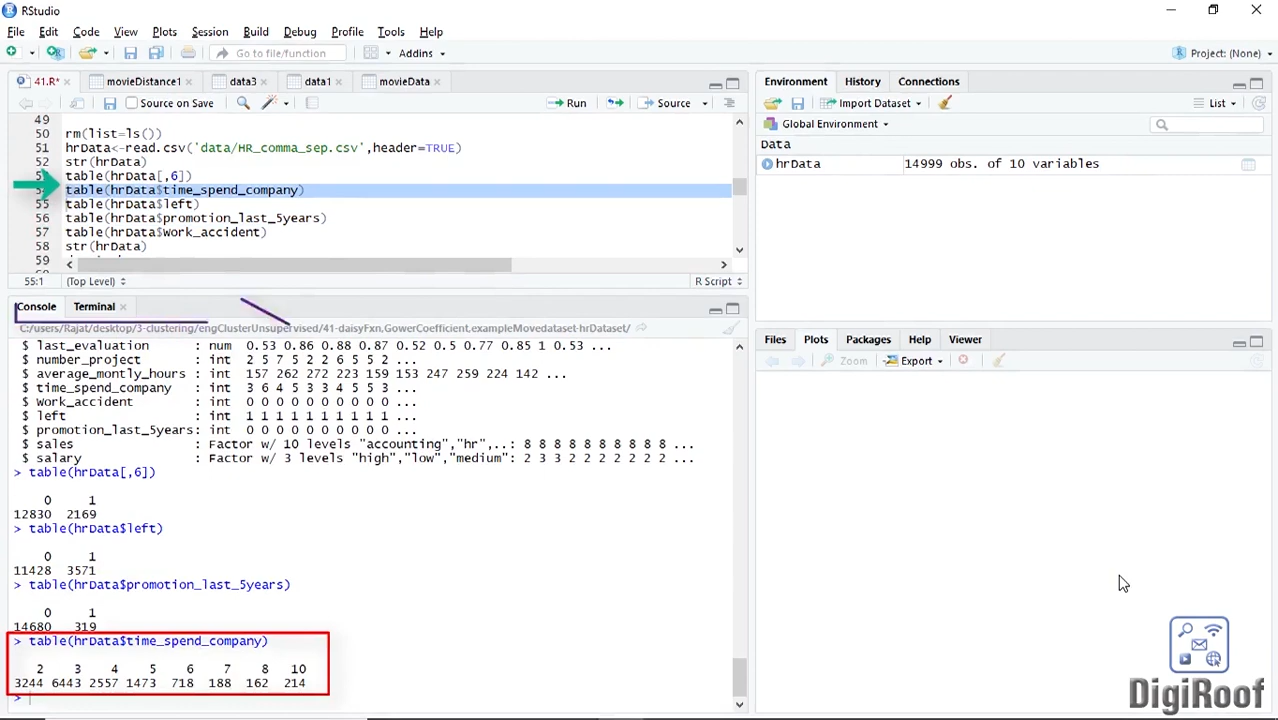 RStudio
File Edit Code View Plots Session Build Debug Profile Tools Help
Go to file/function Addins Project: (None)
41.R* movieDistance1 data3 data1 movieData
Source on Save Run Source
49
50 rm(list=ls())
51 hrData<-read.csv('data/HR_comma_sep.csv',header=TRUE)
52 str(hrData)
table(hrData[,6])
table(hrData$time_spend_company)
55 table(hrData$left)
56 table(hrData$promotion_last_5years)
57 table(hrData$work_accident)
58 str(hrData)
59
55:1 (Top Level) R Script
Console Terminal
C:/Users/Rajat/desktop/3-clustering/engClusterUnsupervised/41-daisyFxn,GowerCoefficient,exampleMovedataset-hrDataset/
$ last_evaluation : num 0.53 0.86 0.88 0.87 0.52 0.5 0.77 0.85 1 0.53 ...
$ number_project : int 2 5 7 5 2 2 6 5 5 2 ...
$ average_montly_hours : int 157 262 272 223 159 153 247 259 224 142 ...
$ time_spend_company : int 3 6 4 5 3 3 4 5 5 3 ...
$ work_accident : int 0 0 0 0 0 0 0 0 0 0 ...
$ left : int 1 1 1 1 1 1 1 1 1 1 ...
$ promotion_last_5years: int 0 0 0 0 0 0 0 0 0 0 ...
$ sales : Factor w/ 10 levels "accounting","hr",..: 8 8 8 8 8 8 8 8 8 8 ...
$ salary : Factor w/ 3 levels "high","low","medium": 2 3 3 2 2 2 2 2 2 2 ...
> table(hrData[,6])
0 1
12830 2169
> table(hrData$left)
0 1
11428 3571
> table(hrData$promotion_last_5years)
0 1
14680 319
> table(hrData$time_spend_company)
2 3 4 5 6 7 8 10
3244 6443 2557 1473 718 188 162 214
>
Environment History Connections
Import Dataset List
Global Environment
Data
hrData 14999 obs. of 10 variables
Files Plots Packages Help Viewer
Zoom Export
DigiRoof